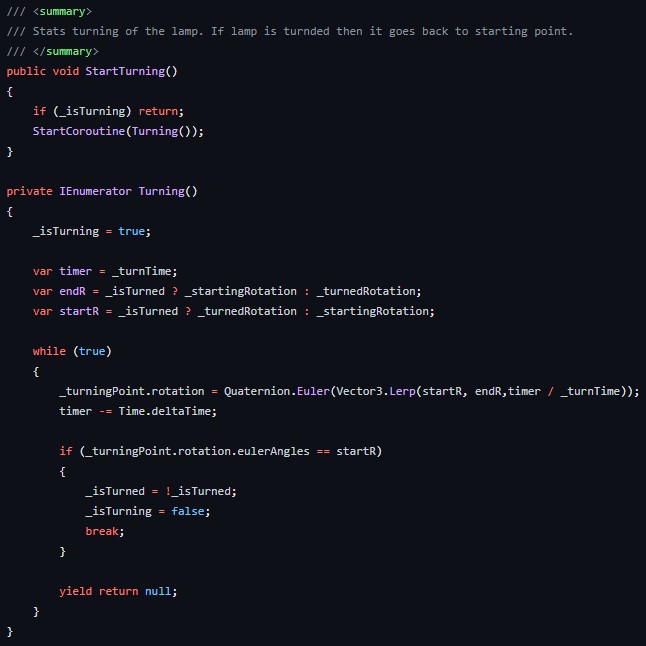 /// <summary>
/// Stats turning of the lamp. If lamp is turnded then it goes back to starting point.
/// </summary>
public void StartTurning()
{
    if (_isTurning) return;
    StartCoroutine(Turning());
}

private IEnumerator Turning()
{
    _isTurning = true;

    var timer = _turnTime;
    var endR = _isTurned ? _startingRotation : _turnedRotation;
    var startR = _isTurned ? _turnedRotation : _startingRotation;

    while (true)
    {
        _turningPoint.rotation = Quaternion.Euler(Vector3.Lerp(startR, endR,timer / _turnTime));
        timer -= Time.deltaTime;

        if (_turningPoint.rotation.eulerAngles == startR)
        {
            _isTurned = !_isTurned;
            _isTurning = false;
            break;
        }

        yield return null;
    }
}